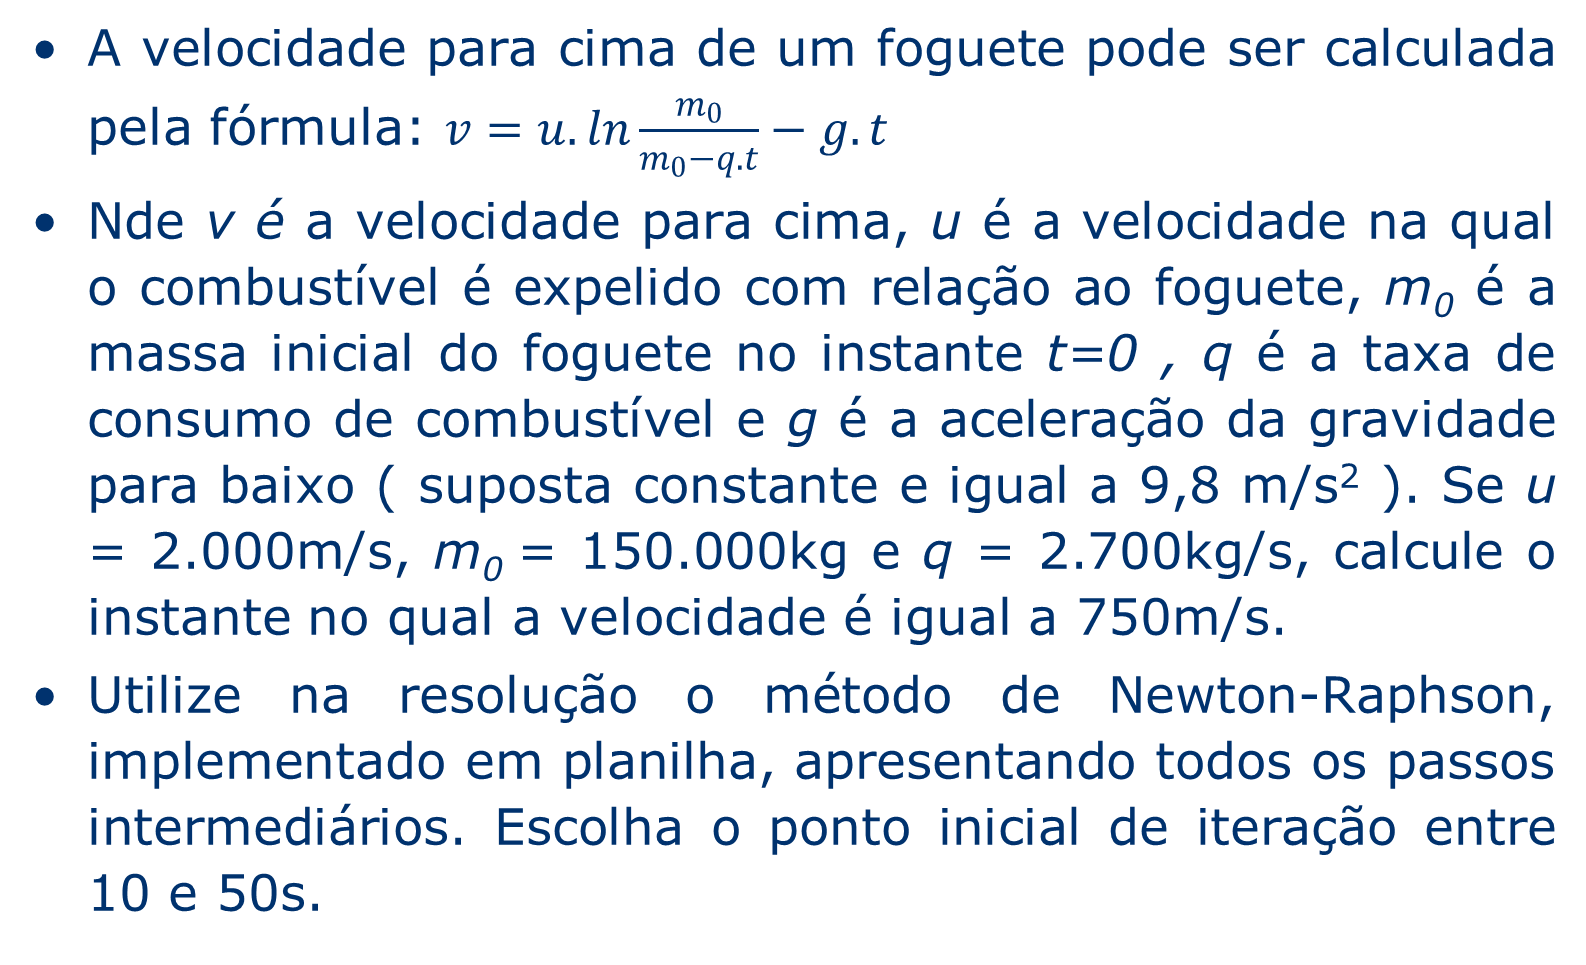 • A velocidade para cima de um foguete pode ser calculada
pela fórmula: v = u. ln m₀/(m₀−q.t) − g. t
• Nde v é a velocidade para cima, u é a velocidade na qual
o combustível é expelido com relação ao foguete, m₀ é a
massa inicial do foguete no instante t=0 , q é a taxa de
consumo de combustível e g é a aceleração da gravidade
para baixo ( suposta constante e igual a 9,8 m/s² ). Se u
= 2.000m/s, m₀ = 150.000kg e q = 2.700kg/s, calcule o
instante no qual a velocidade é igual a 750m/s.
• Utilize na resolução o método de Newton-Raphson,
implementado em planilha, apresentando todos os passos
intermediários. Escolha o ponto inicial de iteração entre
10 e 50s.